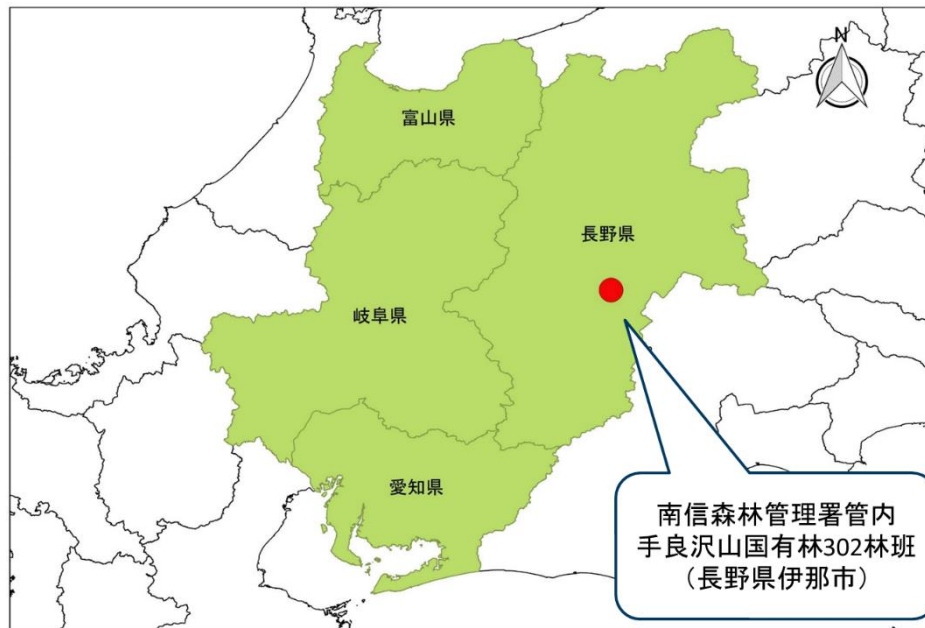 N
富山県
長野県
岐阜県
愛知県
南信森林管理署管内
手良沢山国有林302林班
（長野県伊那市）